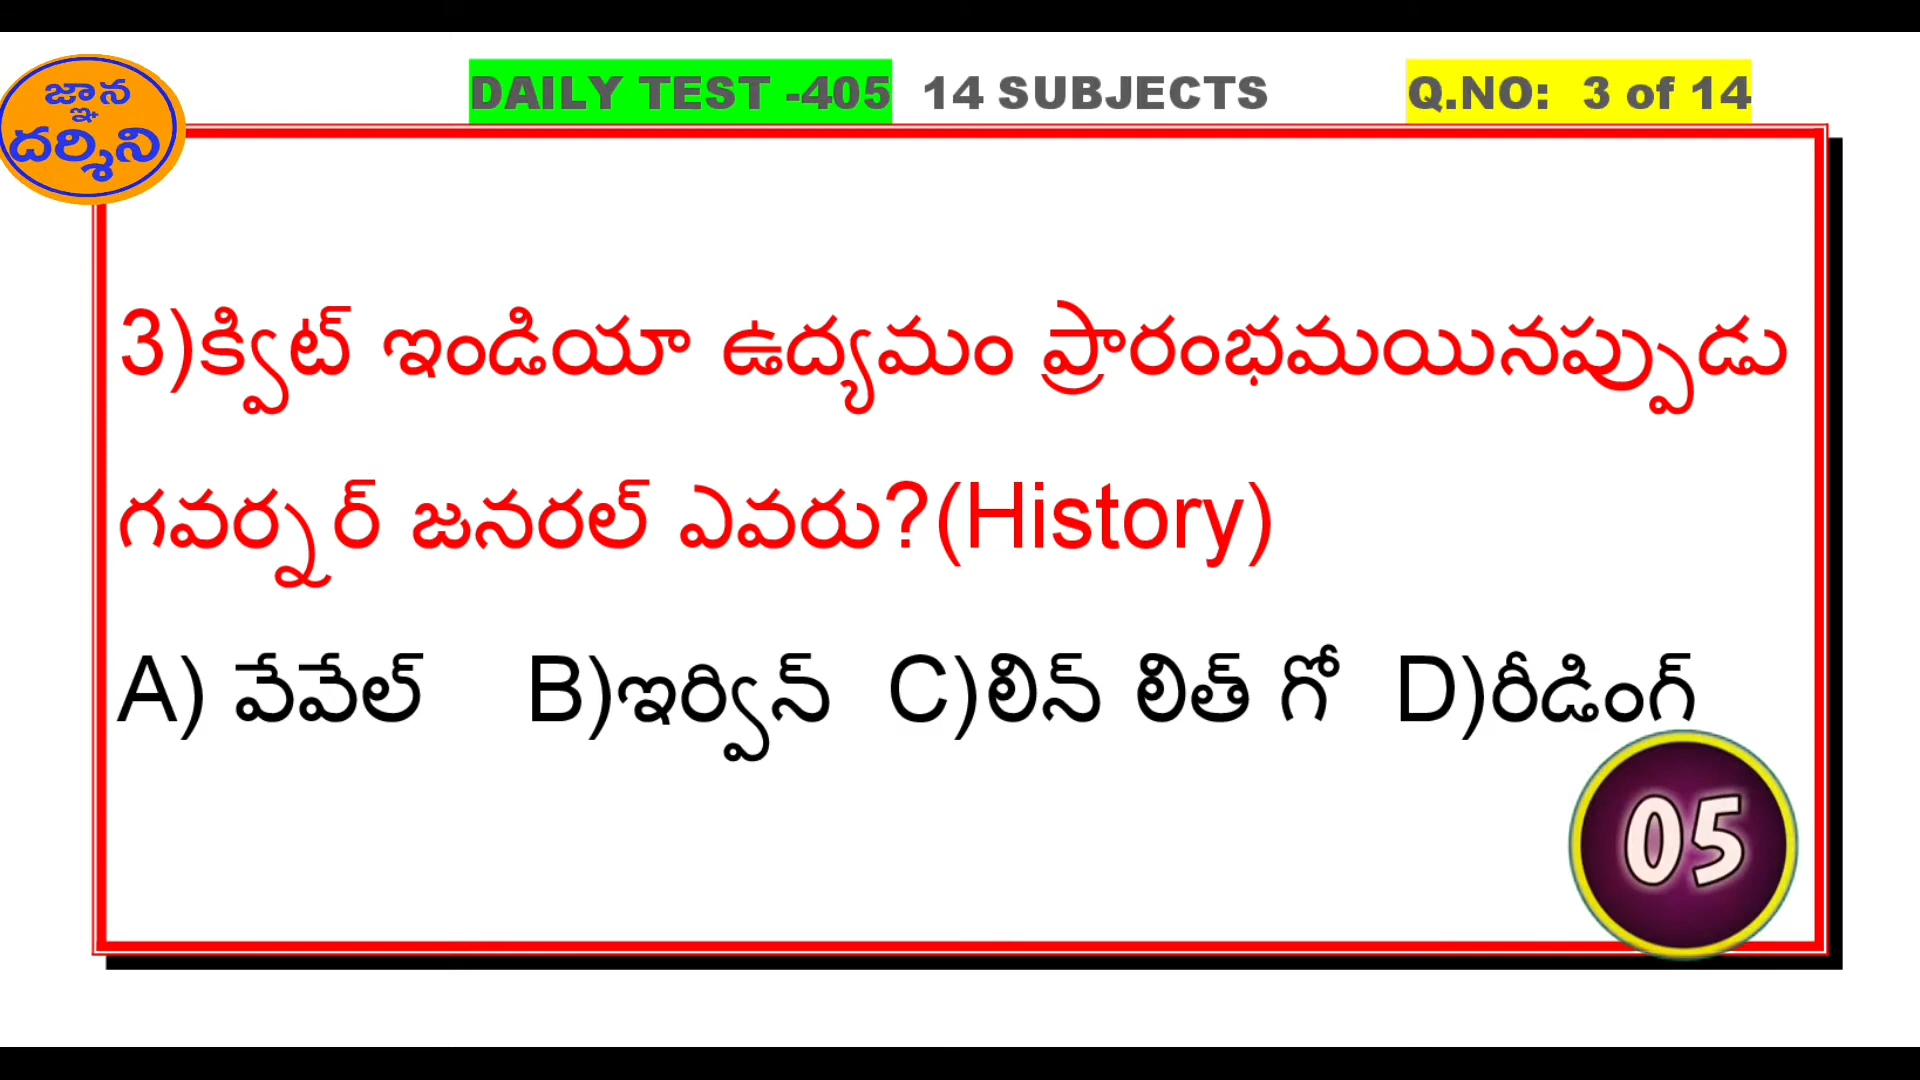 జ్ఞాన
దర్శిని
DAILY TEST -405 14 SUBJECTS Q.NO: 3 of 14
3)క్విట్ ఇండియా ఉద్యమం ప్రారంభమయినప్పుడు
గవర్నర్ జనరల్ ఎవరు?(History)
A) వేవేల్ B)ఇర్విన్ C)లిన్ లిత్ గో D)రీడింగ్
05